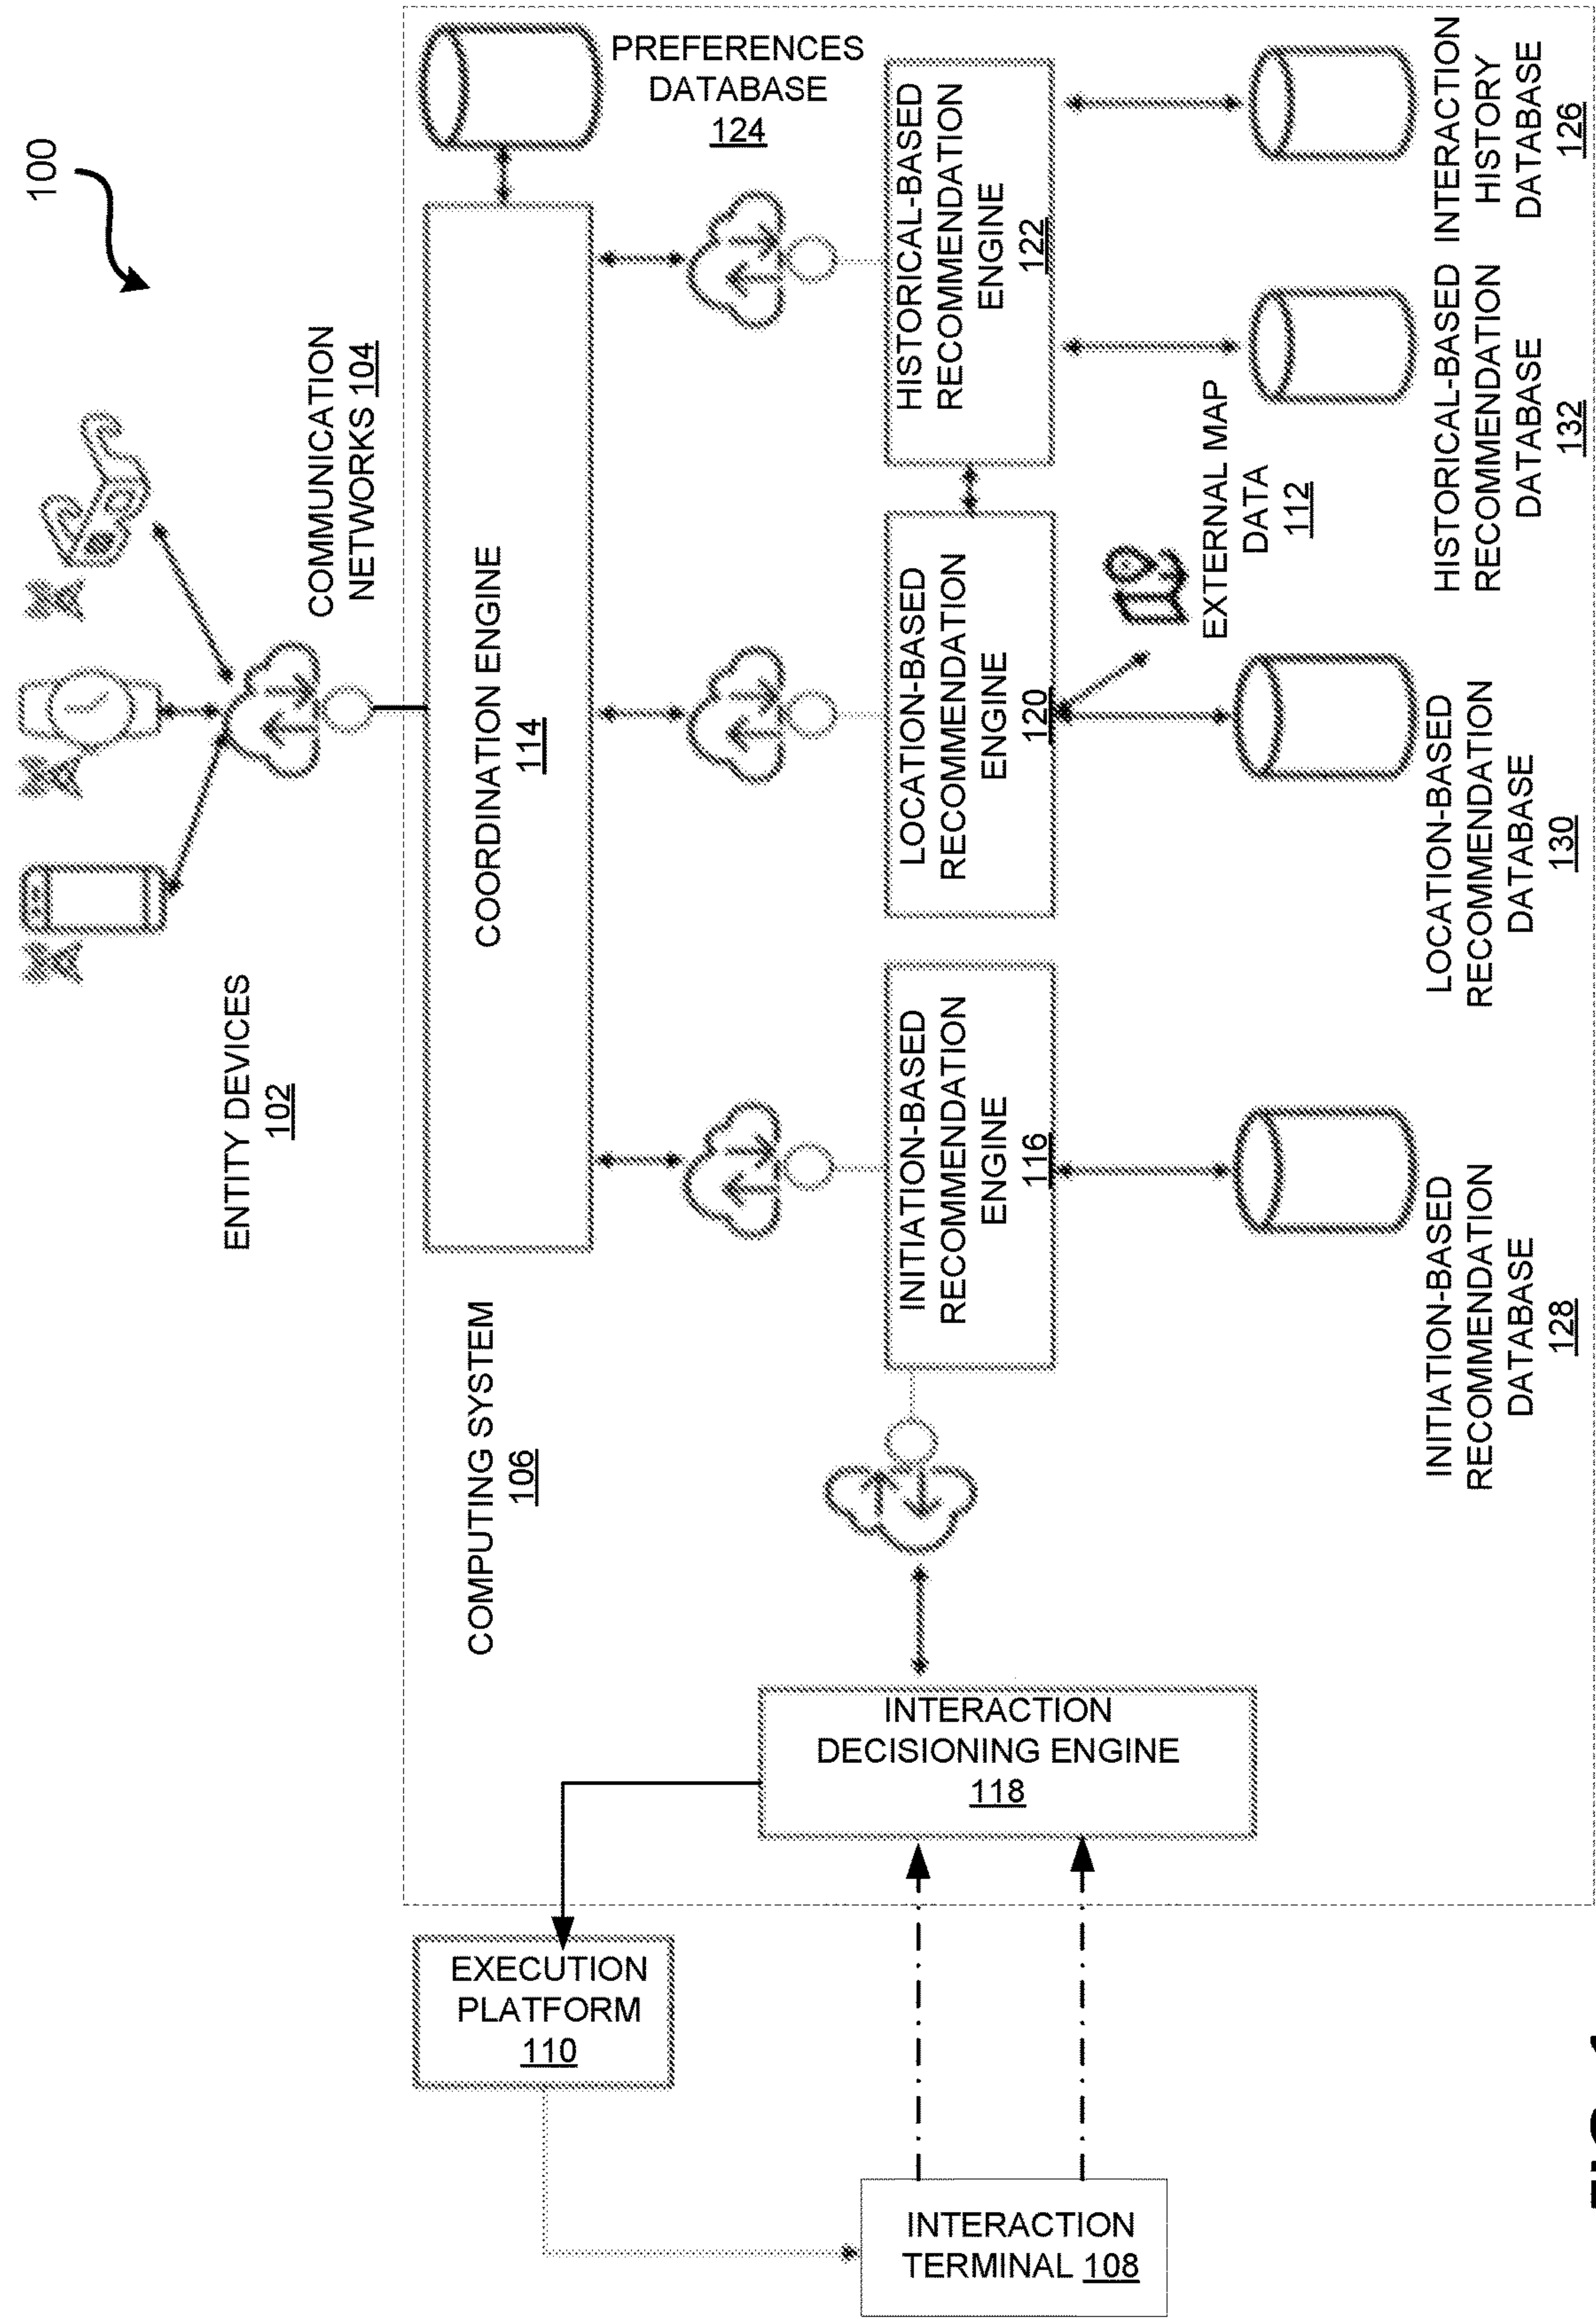 100
ENTITY DEVICES
102
COMMUNICATION
NETWORKS 104
COMPUTING SYSTEM
106
COORDINATION ENGINE
114
PREFERENCES
DATABASE
124
EXECUTION
PLATFORM
110
INTERACTION
TERMINAL 108
INTERACTION
DECISIONING ENGINE
118
INITIATION-BASED
RECOMMENDATION
ENGINE
116
LOCATION-BASED
RECOMMENDATION
ENGINE
120
HISTORICAL-BASED
RECOMMENDATION
ENGINE
122
EXTERNAL MAP
DATA
112
INITIATION-BASED
RECOMMENDATION
DATABASE
128
LOCATION-BASED
RECOMMENDATION
DATABASE
130
HISTORICAL-BASED
RECOMMENDATION
DATABASE
132
INTERACTION
HISTORY
DATABASE
126